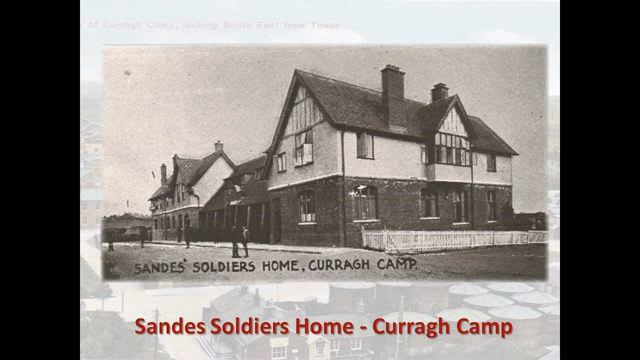 of Curragh Camp, looking South East from Tower
SANDES' SOLDIERS HOME, CURRAGH CAMP.
Sandes Soldiers Home - Curragh Camp